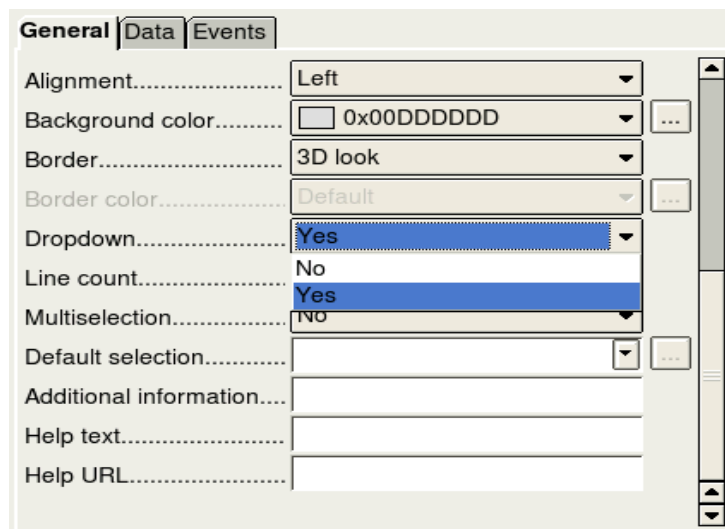 General Data Events
Alignment...................... Left
Background color.......... 0x00DDDDDD ...
Border........................... 3D look
Border color................... Default ...
Dropdown...................... Yes
No
Line count......................
Yes
Multiselection................. No
Default selection............ ...
Additional information....
Help text........................
Help URL.......................